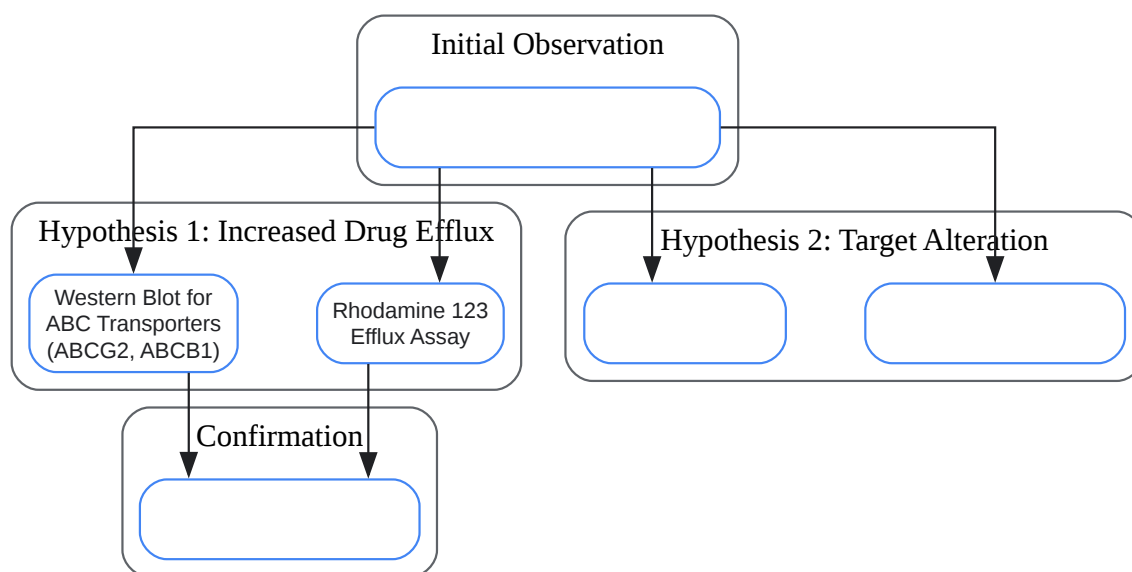 Initial Observation
Hypothesis 1: Increased Drug Efflux
Hypothesis 2: Target Alteration
Western Blot for
ABC Transporters
(ABCG2, ABCB1)
Rhodamine 123
Efflux Assay
Confirmation